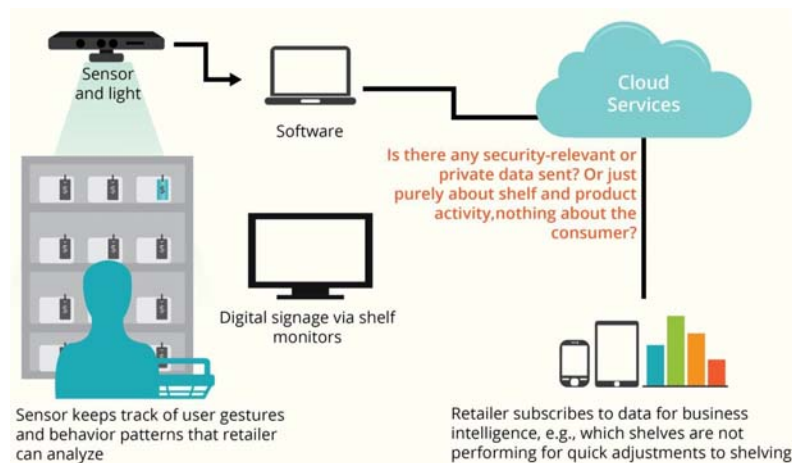 Sensor
and light
Software
Cloud
Services
Is there any security-relevant or
private data sent? Or just
purely about shelf and product
activity,nothing about the
consumer?
Digital signage via shelf
monitors
Sensor keeps track of user gestures
and behavior patterns that retailer
can analyze
Retailer subscribes to data for business
intelligence, e.g., which shelves are not
performing for quick adjustments to shelving